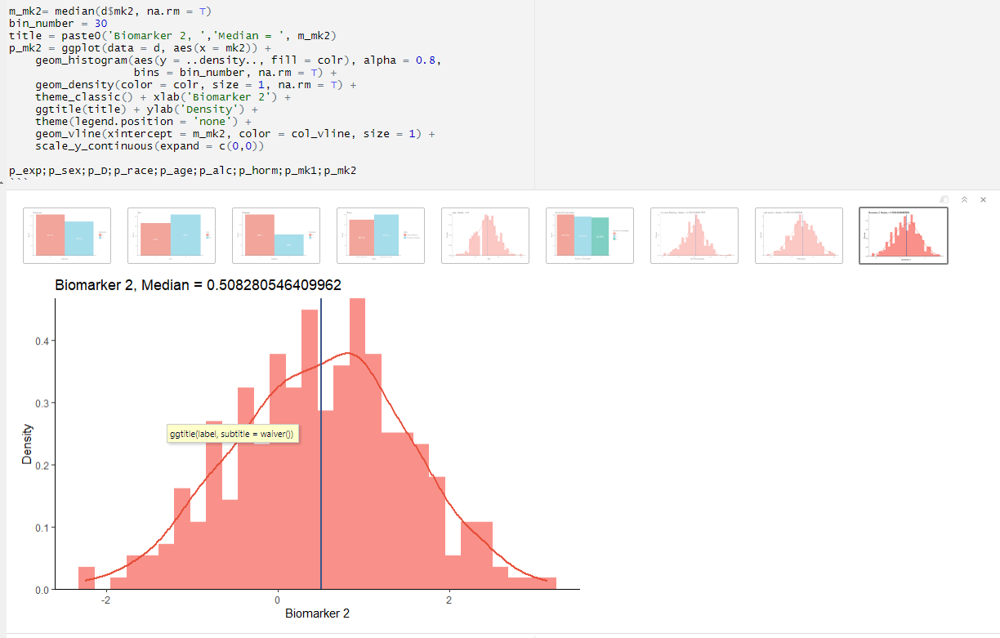 m_mk2= median(d$mk2, na.rm = T)
bin_number = 30
title = paste0('Biomarker 2, ','Median = ', m_mk2)
p_mk2 = ggplot(data = d, aes(x = mk2)) +
geom_histogram(aes(y = ..density.., fill = colr), alpha = 0.8,
bins = bin_number, na.rm = T) +
geom_density(color = colr, size = 1, na.rm = T) +
theme_classic() + xlab('Biomarker 2') +
ggtitle(title) + ylab('Density') +
theme(legend.position = 'none') +
geom_vline(xintercept = m_mk2, color = col_vline, size = 1) +
scale_y_continuous(expand = c(0,0))
p_exp;p_sex;p_D;p_race;p_age;p_alc;p_horm;p_mk1;p_mk2
```
Biomarker 2, Median = 0.508280546409962
0.4
0.3
ggtitle(label, subtitle = waiver())
Density
0.2
0.1
0.0
-2
0
2
Biomarker 2